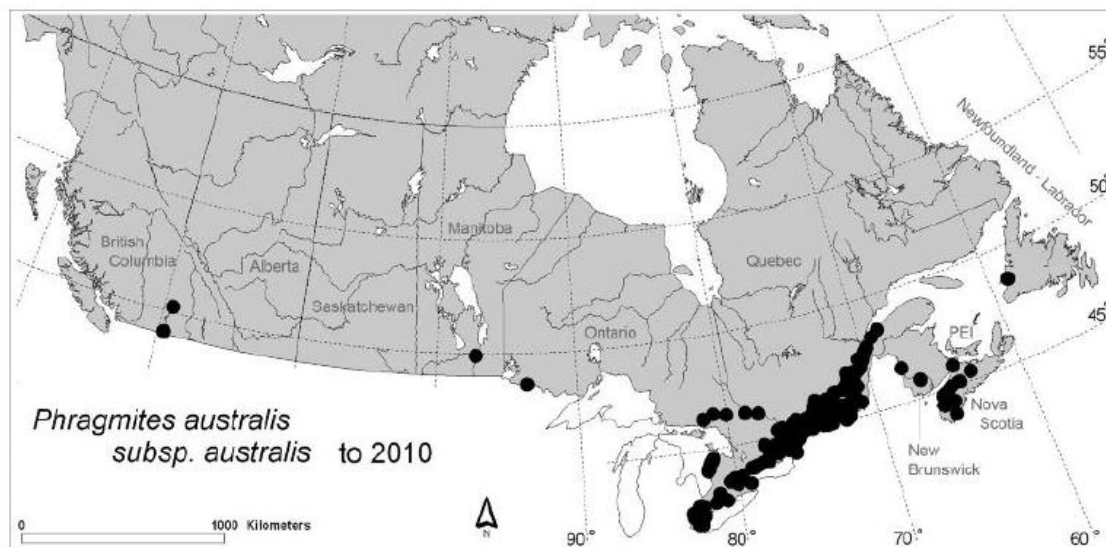 55°
Newfoundland - Labrador
50°
British
Columbia
Alberta
Saskatchewan
Manoba
Ontario
Quebec
45°
PEI
Nova
Scotia
New
Brunswick
Phragmites australis
subsp. australis to 2010
0 1000 Kilometers
N
90.°
80.°
70.°
60.°